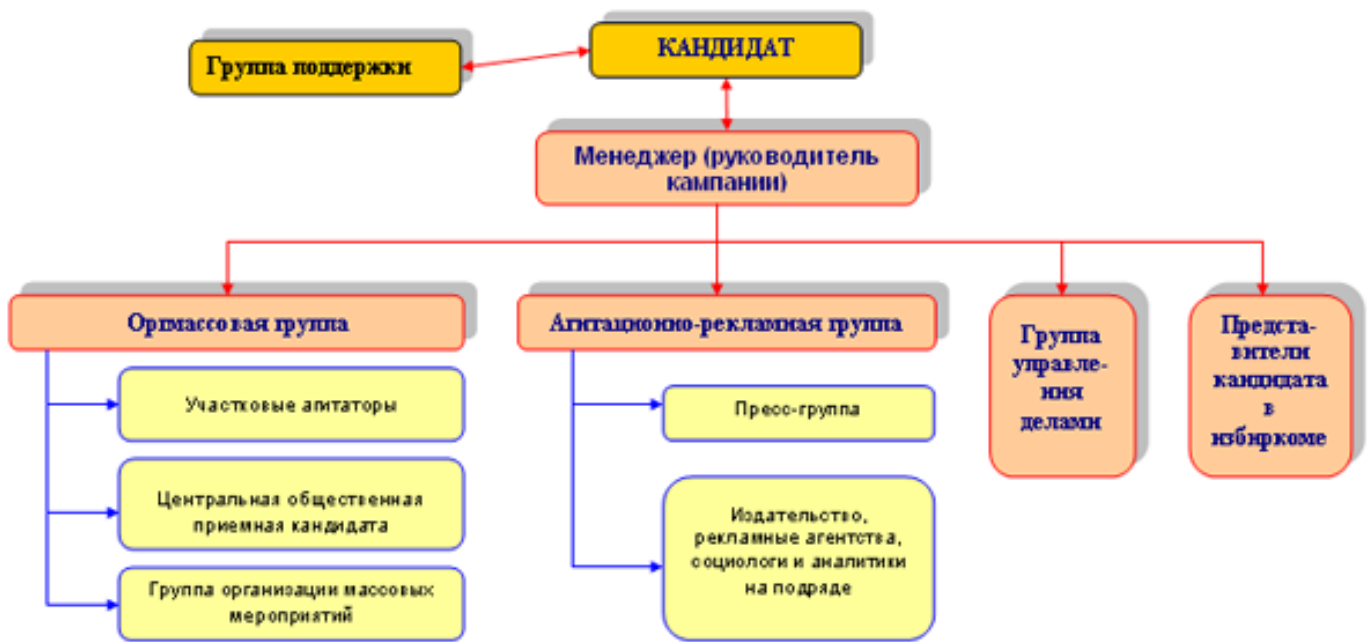 КАНДИДАТ
Группа поддержки
Менеджер (руководитель
кампании)
Оргмассовая группа
Агитационно-рекламная группа
Группа
управле-
ния
делами
Предста-
вители
кандидата
в
избиркоме
Участковые агитаторы
Центральная общественная
приемная кандидата
Группа организации массовых
мероприятий
Пресс-группа
Издательство,
рекламные агентства,
социологи и аналитики
на подряде